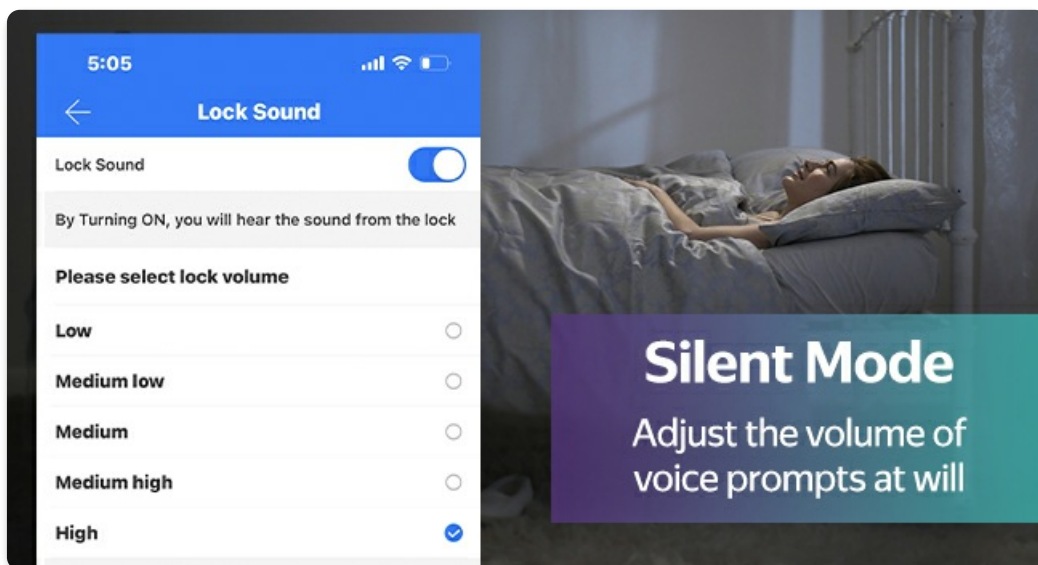 5:05
Lock Sound
Lock Sound
By Turning ON, you will hear the sound from the lock
Please select lock volume
Low
Medium low
Medium
Medium high
High
Silent Mode
Adjust the volume of
voice prompts at will